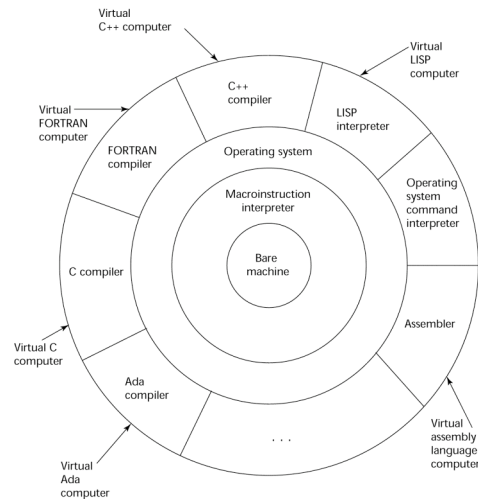 Virtual
C++ computer
Virtual
LISP
computer
C++
compiler
Virtual
FORTRAN
computer
LISP
interpreter
FORTRAN
compiler
Operating system
Operating
system
command
interpreter
Macroinstruction
interpreter
Bare
machine
C compiler
Assembler
Virtual C
computer
Ada
compiler
. . .
Virtual
assembly
language
computer
Virtual
Ada
computer